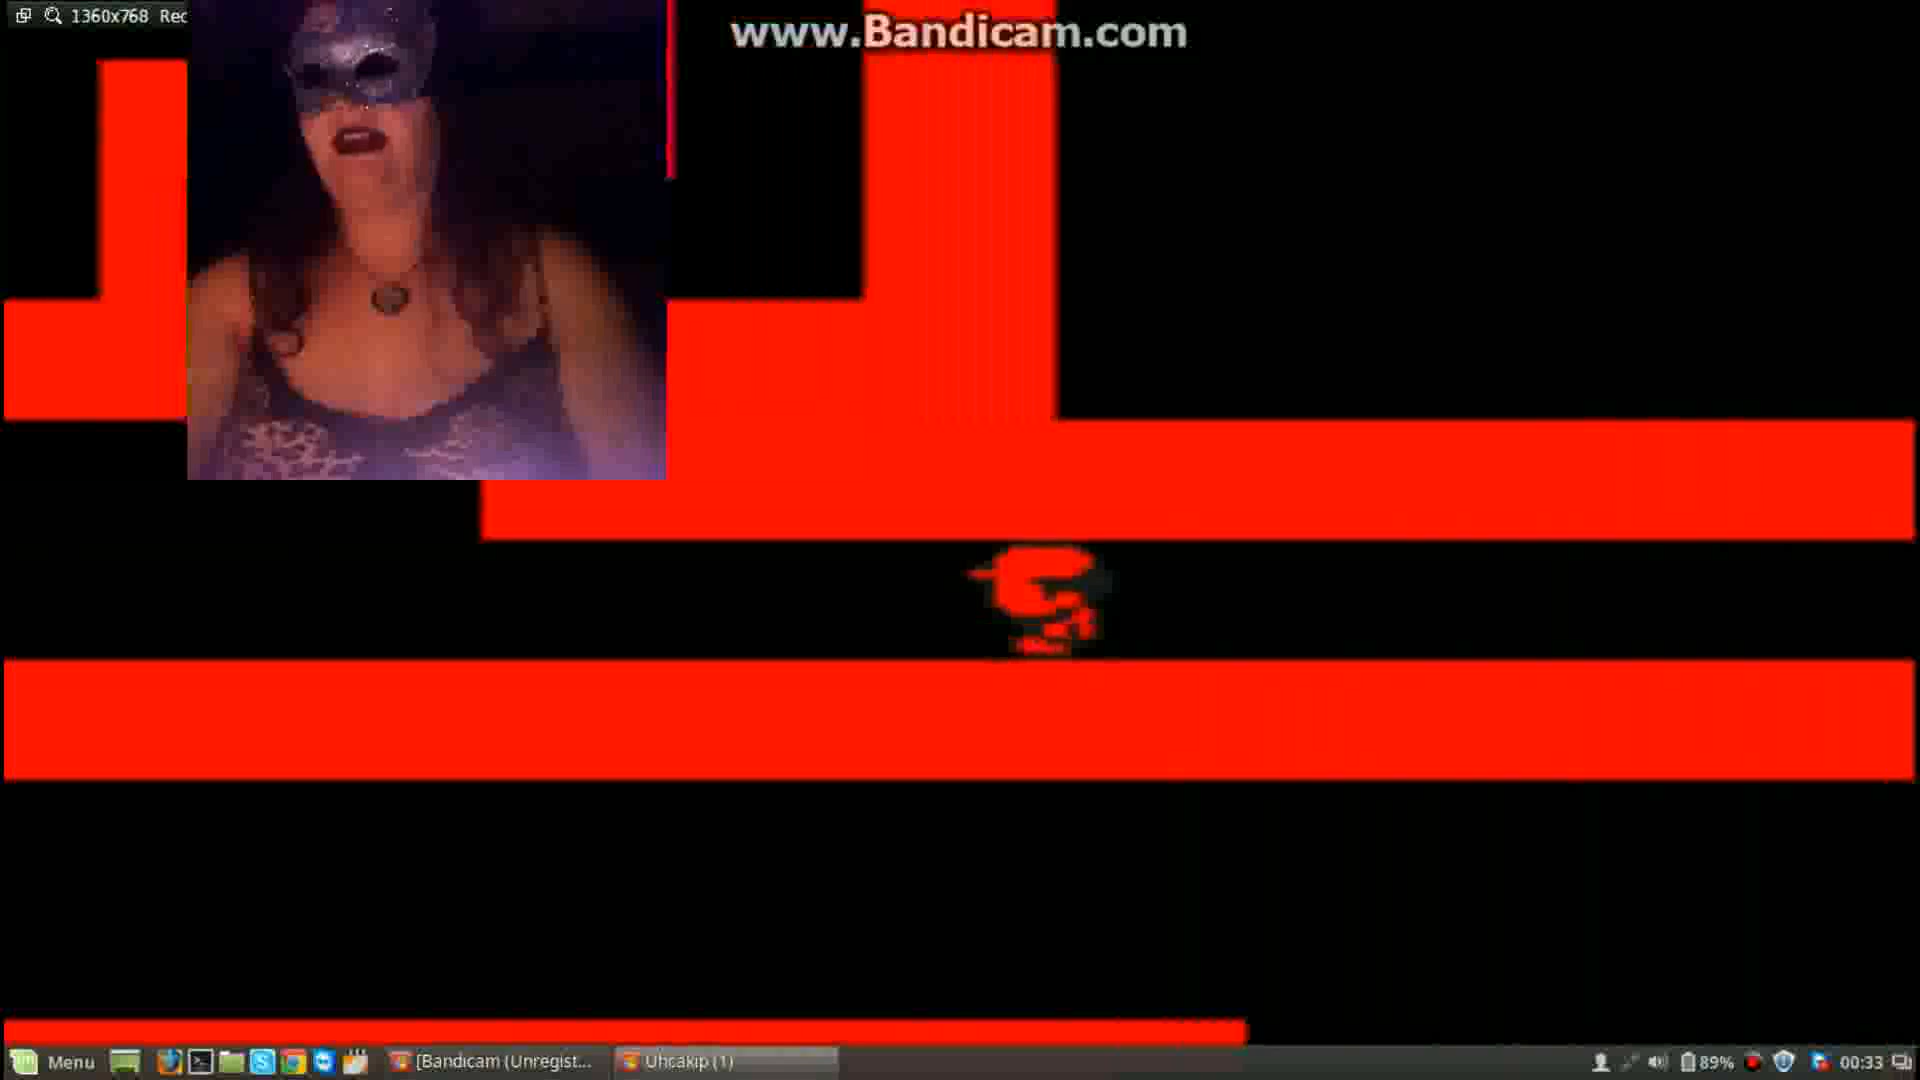 1360x768 Rec
www.Bandicam.com
Menu
[Bandicam (Unregist...
Uhcakip (1)
89%
00:33